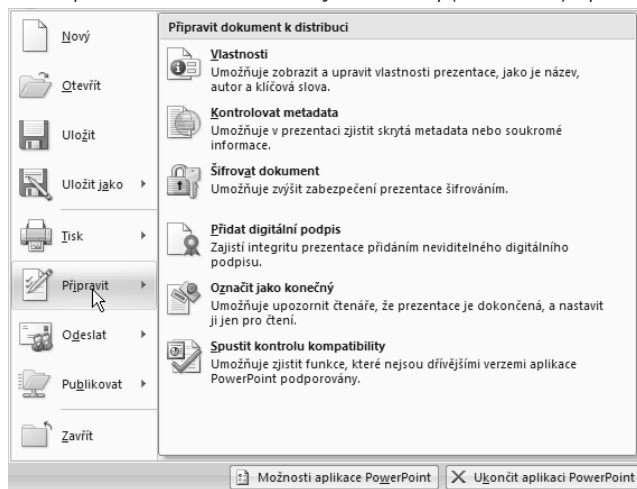 Nový
Otevřít
Uložit
Uložit jako
Tisk
Připravit
Odeslat
Publikovat
Zavřít
Připravit dokument k distribuci
Vlastnosti
Umožňuje zobrazit a upravit vlastnosti prezentace, jako je název,
autor a klíčová slova.
Kontrolovat metadata
Umožňuje v prezentaci zjistit skrytá metadata nebo soukromé
informace.
Šifrovat dokument
Umožňuje zvýšit zabezpečení prezentace šifrováním.
Přidat digitální podpis
Zajistí integritu prezentace přidáním neviditelného digitálního
podpisu.
Označit jako konečný
Umožňuje upozornit čtenáře, že prezentace je dokončená, a nastavit
ji jen pro čtení.
Spustit kontrolu kompatibility
Umožňuje zjistit funkce, které nejsou dřívějšími verzemi aplikace
PowerPoint podporovány.
Možnosti aplikace PowerPoint
Ukončit aplikaci PowerPoint